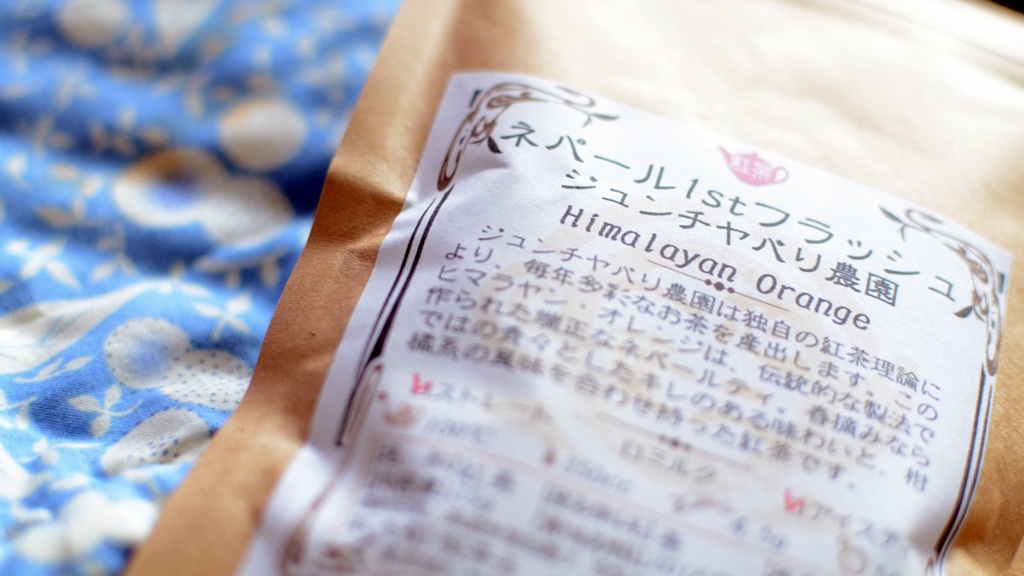 紅茶
ネパール1stフラッシュ
ジュンチヤバリ農園
Himalayan Orange
ジュンチヤバリ農園は独自の紅茶理論に
より、毎年多彩なお茶を産出します。この
ヒマラヤン・オレンジは、伝統的な製法で
作られた端正なネパールティ。春摘みなら
ではの青々としたキレのある味わいと、柑
橘系の風味を合わせ持った紅茶です。
ストレート
ミルク
アイステ
100℃